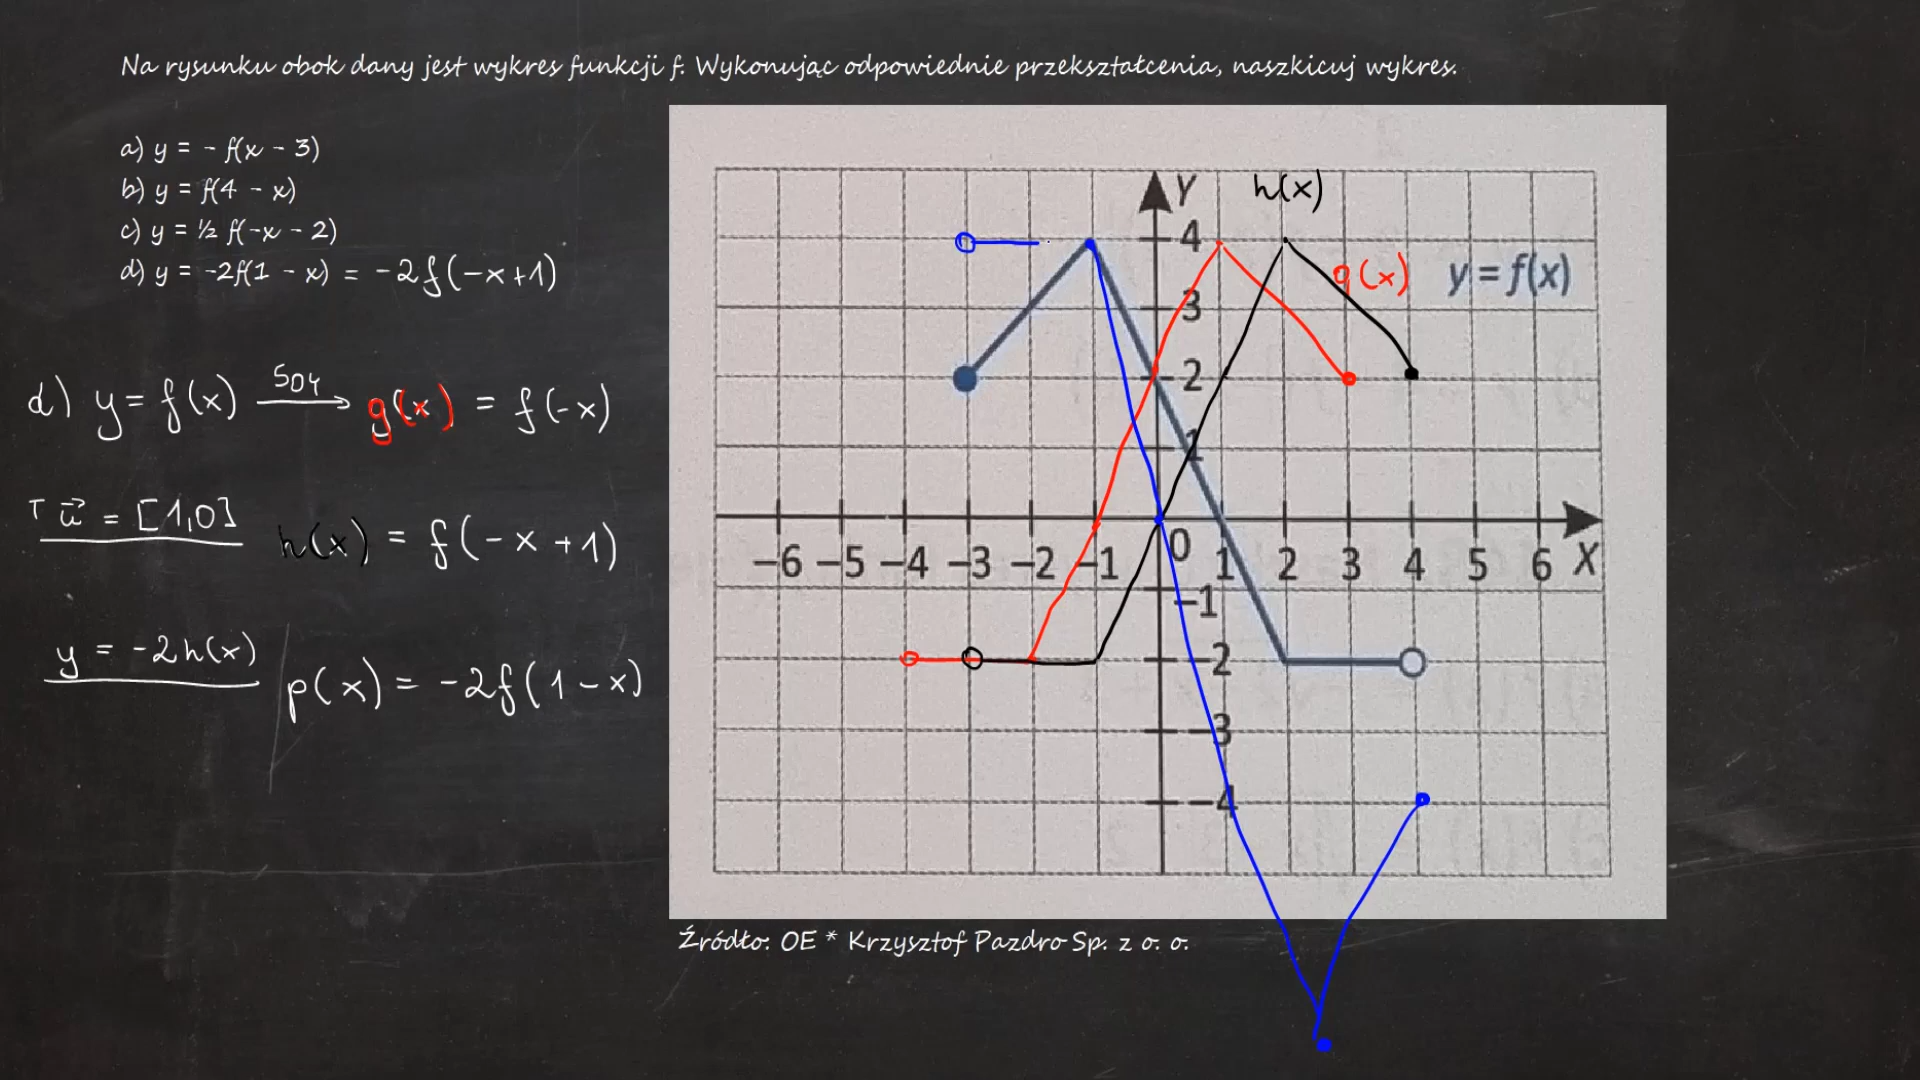 Na rysunku obok dany jest wykres funkcji f. Wykonując odpowiednie przekształcenia, naszkicuj wykres.
a) y = - f(x - 3)
b) y = f(4 - x)
c) y = ½ f(-x - 2)
d) y = -2f(1 - x) = -2f(-x+1)
d) y = f(x) SOY → g(x) = f(-x)
T u⃗ = [1,0] h(x) = f(-x+1)
y = -2h(x) p(x) = -2f(1-x)
Y h(x)
4
g(x) y = f(x)
3
2
1
0
-6 -5 -4 -3 -2 -1 1 2 3 4 5 6 X
-1
-2
-3
-4
Źródło: OE * Krzysztof Pazdro Sp. z o. o.